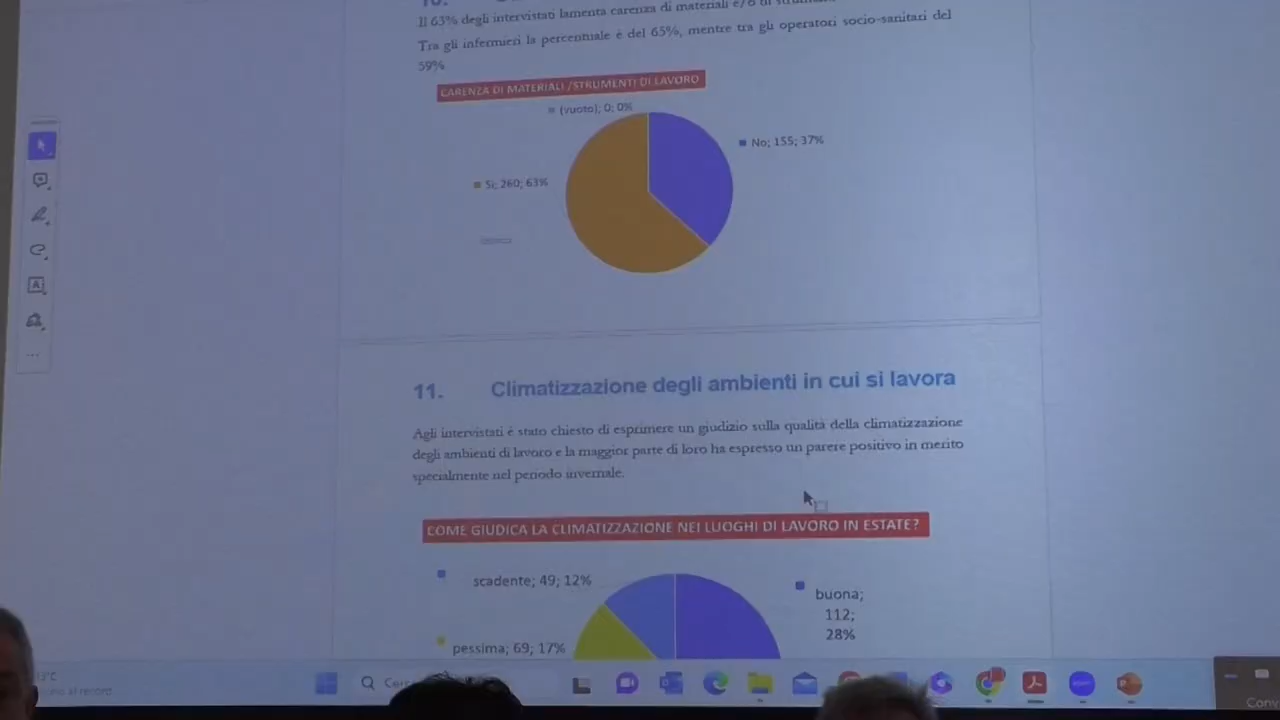 10.
Il 63% degli intervistati lamenta carenza di materiali e/o di
Tra gli infermieri la percentuale è del 65%, mentre tra gli operatori socio-sanitari del
59%
CARENZA DI MATERIALI /STRUMENTI DI LAVORO
(vuoto); 0; 0%
No; 155; 37%
Si; 260; 63%
11. Climatizzazione degli ambienti in cui si lavora
Agli intervistati è stato chiesto di esprimere un giudizio sulla qualità della climatizzazione
degli ambienti di lavoro e la maggior parte di loro ha espresso un parere positivo in merito
specialmente nel periodo invernale.
COME GIUDICA LA CLIMATIZZAZIONE NEI LUOGHI DI LAVORO IN ESTATE?
scadente; 49; 12%
buona;
112;
28%
pessima; 69; 17%